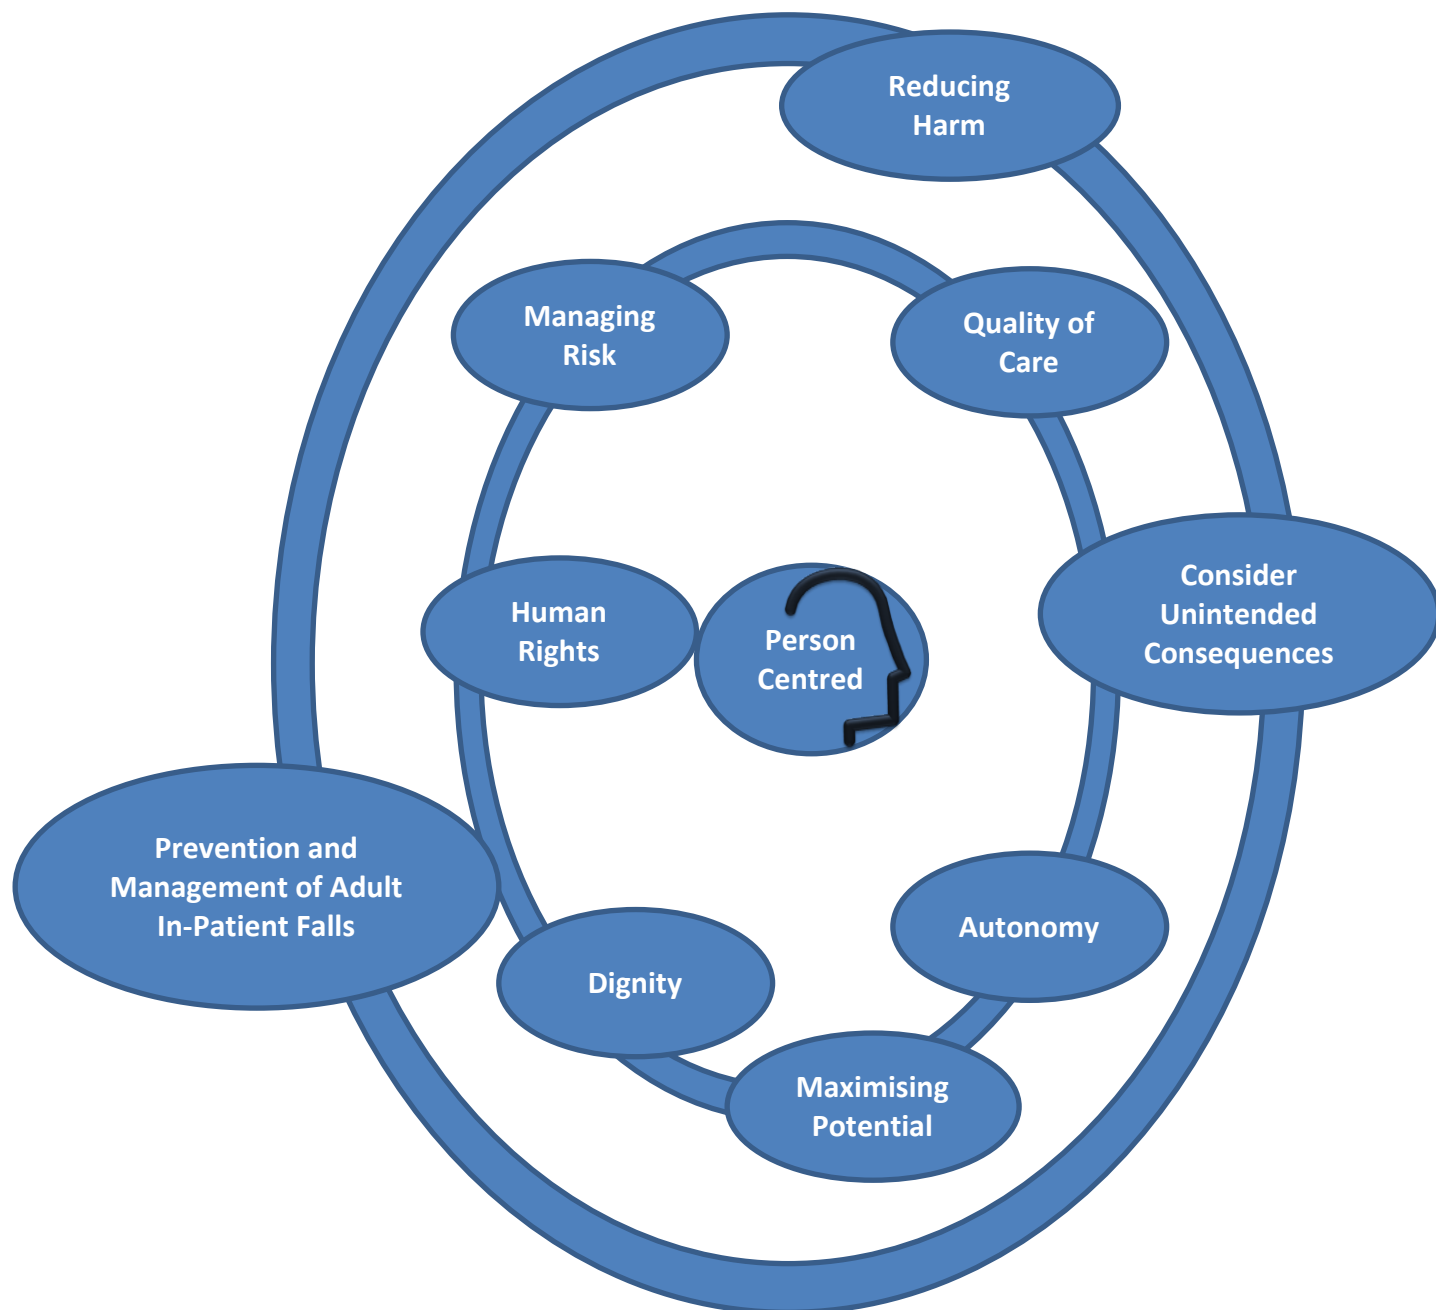 Reducing
Harm
Managing
Risk
Quality of
Care
Human
Rights
Person
Centred
Consider
Unintended
Consequences
Prevention and
Management of Adult
In-Patient Falls
Dignity
Autonomy
Maximising
Potential